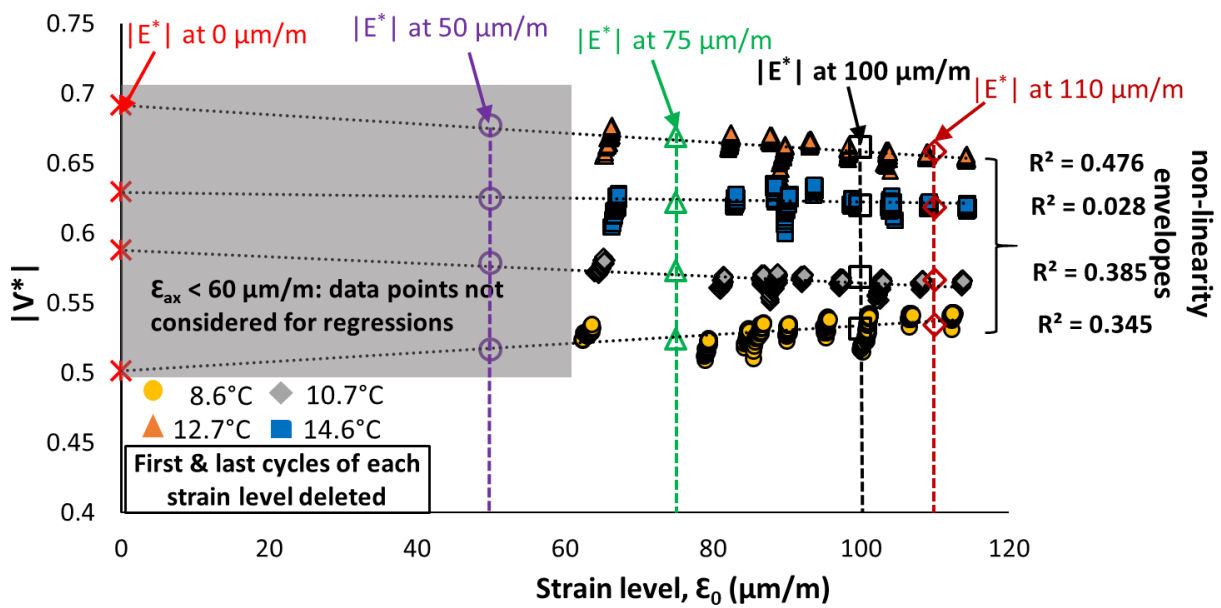 0.75
0.7
0.65
0.6
0.55
0.5
0.45
0.4
|V*|
|E*| at 0 μm/m
|E*| at 50 μm/m
|E*| at 75 μm/m
|E*| at 100 μm/m
|E*| at 110 μm/m
R² = 0.476
R² = 0.028
R² = 0.385
R² = 0.345
non-linearity
envelopes
Ɛax < 60 μm/m: data points not
considered for regressions
8.6°C
10.7°C
12.7°C
14.6°C
First & last cycles of each
strain level deleted
0
20
40
60
80
100
120
Strain level, Ɛ₀ (μm/m)